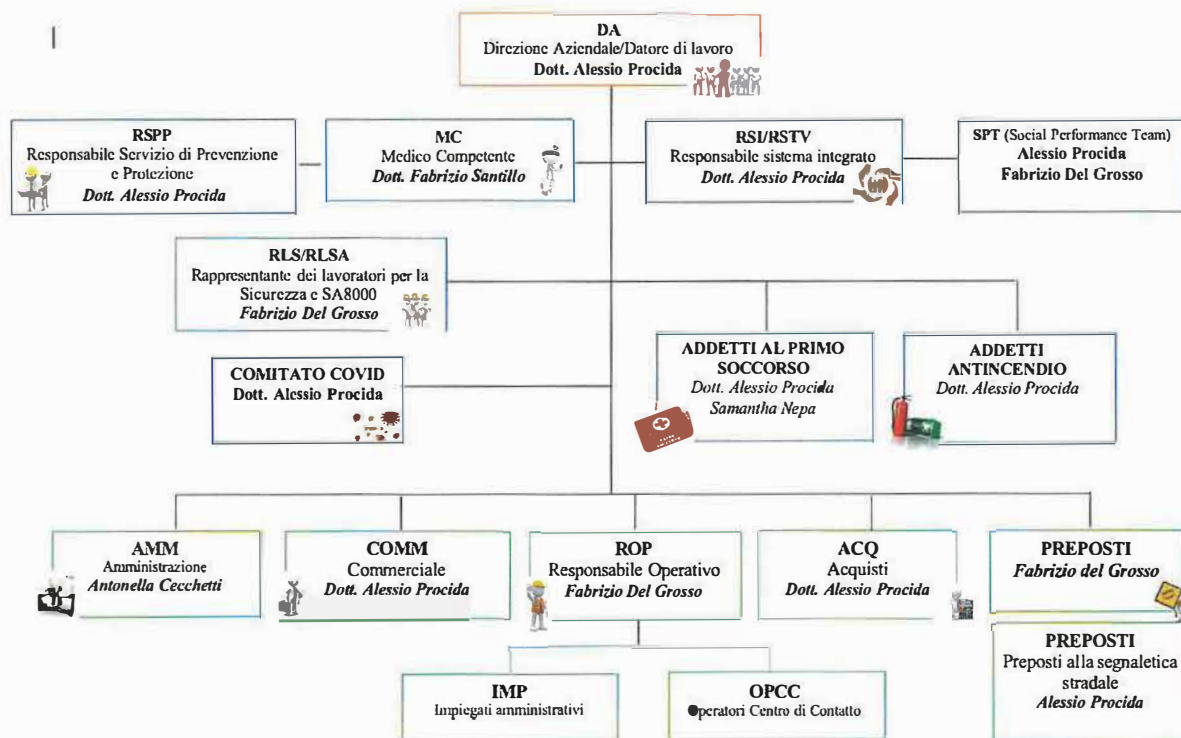 DA
Direzione Aziendale/Datore di lavoro
Dott. Alessio Procida
RSPP
Responsabile Servizio di Prevenzione
e Protezione
Dott. Alessio Procida
MC
Medico Competente
Dott. Fabrizio Santillo
RSI/RSTV
Responsabile sistema integrato
Dott. Alessio Procida
SPT (Social Performance Team)
Alessio Procida
Fabrizio Del Grosso
RLS/RLSA
Rappresentante dei lavoratori per la
Sicurezza e SA8000
Fabrizio Del Grosso
COMITATO COVID
Dott. Alessio Procida
ADDETTI AL PRIMO
SOCCORSO
Dott. Alessio Procida
Samantha Nepa
ADDETTI
ANTINCENDIO
Dott. Alessio Procida
AMM
Amministrazione
Antonella Cecchetti
COMM
Commerciale
Dott. Alessio Procida
ROP
Responsabile Operativo
Fabrizio Del Grosso
ACQ
Acquisti
Dott. Alessio Procida
PREPOSTI
Fabrizio del Grosso
PREPOSTI
Preposti alla segnaletica
stradale
Alessio Procida
IMP
Impiegati amministrativi
OPCC
Operatori Centro di Contatto